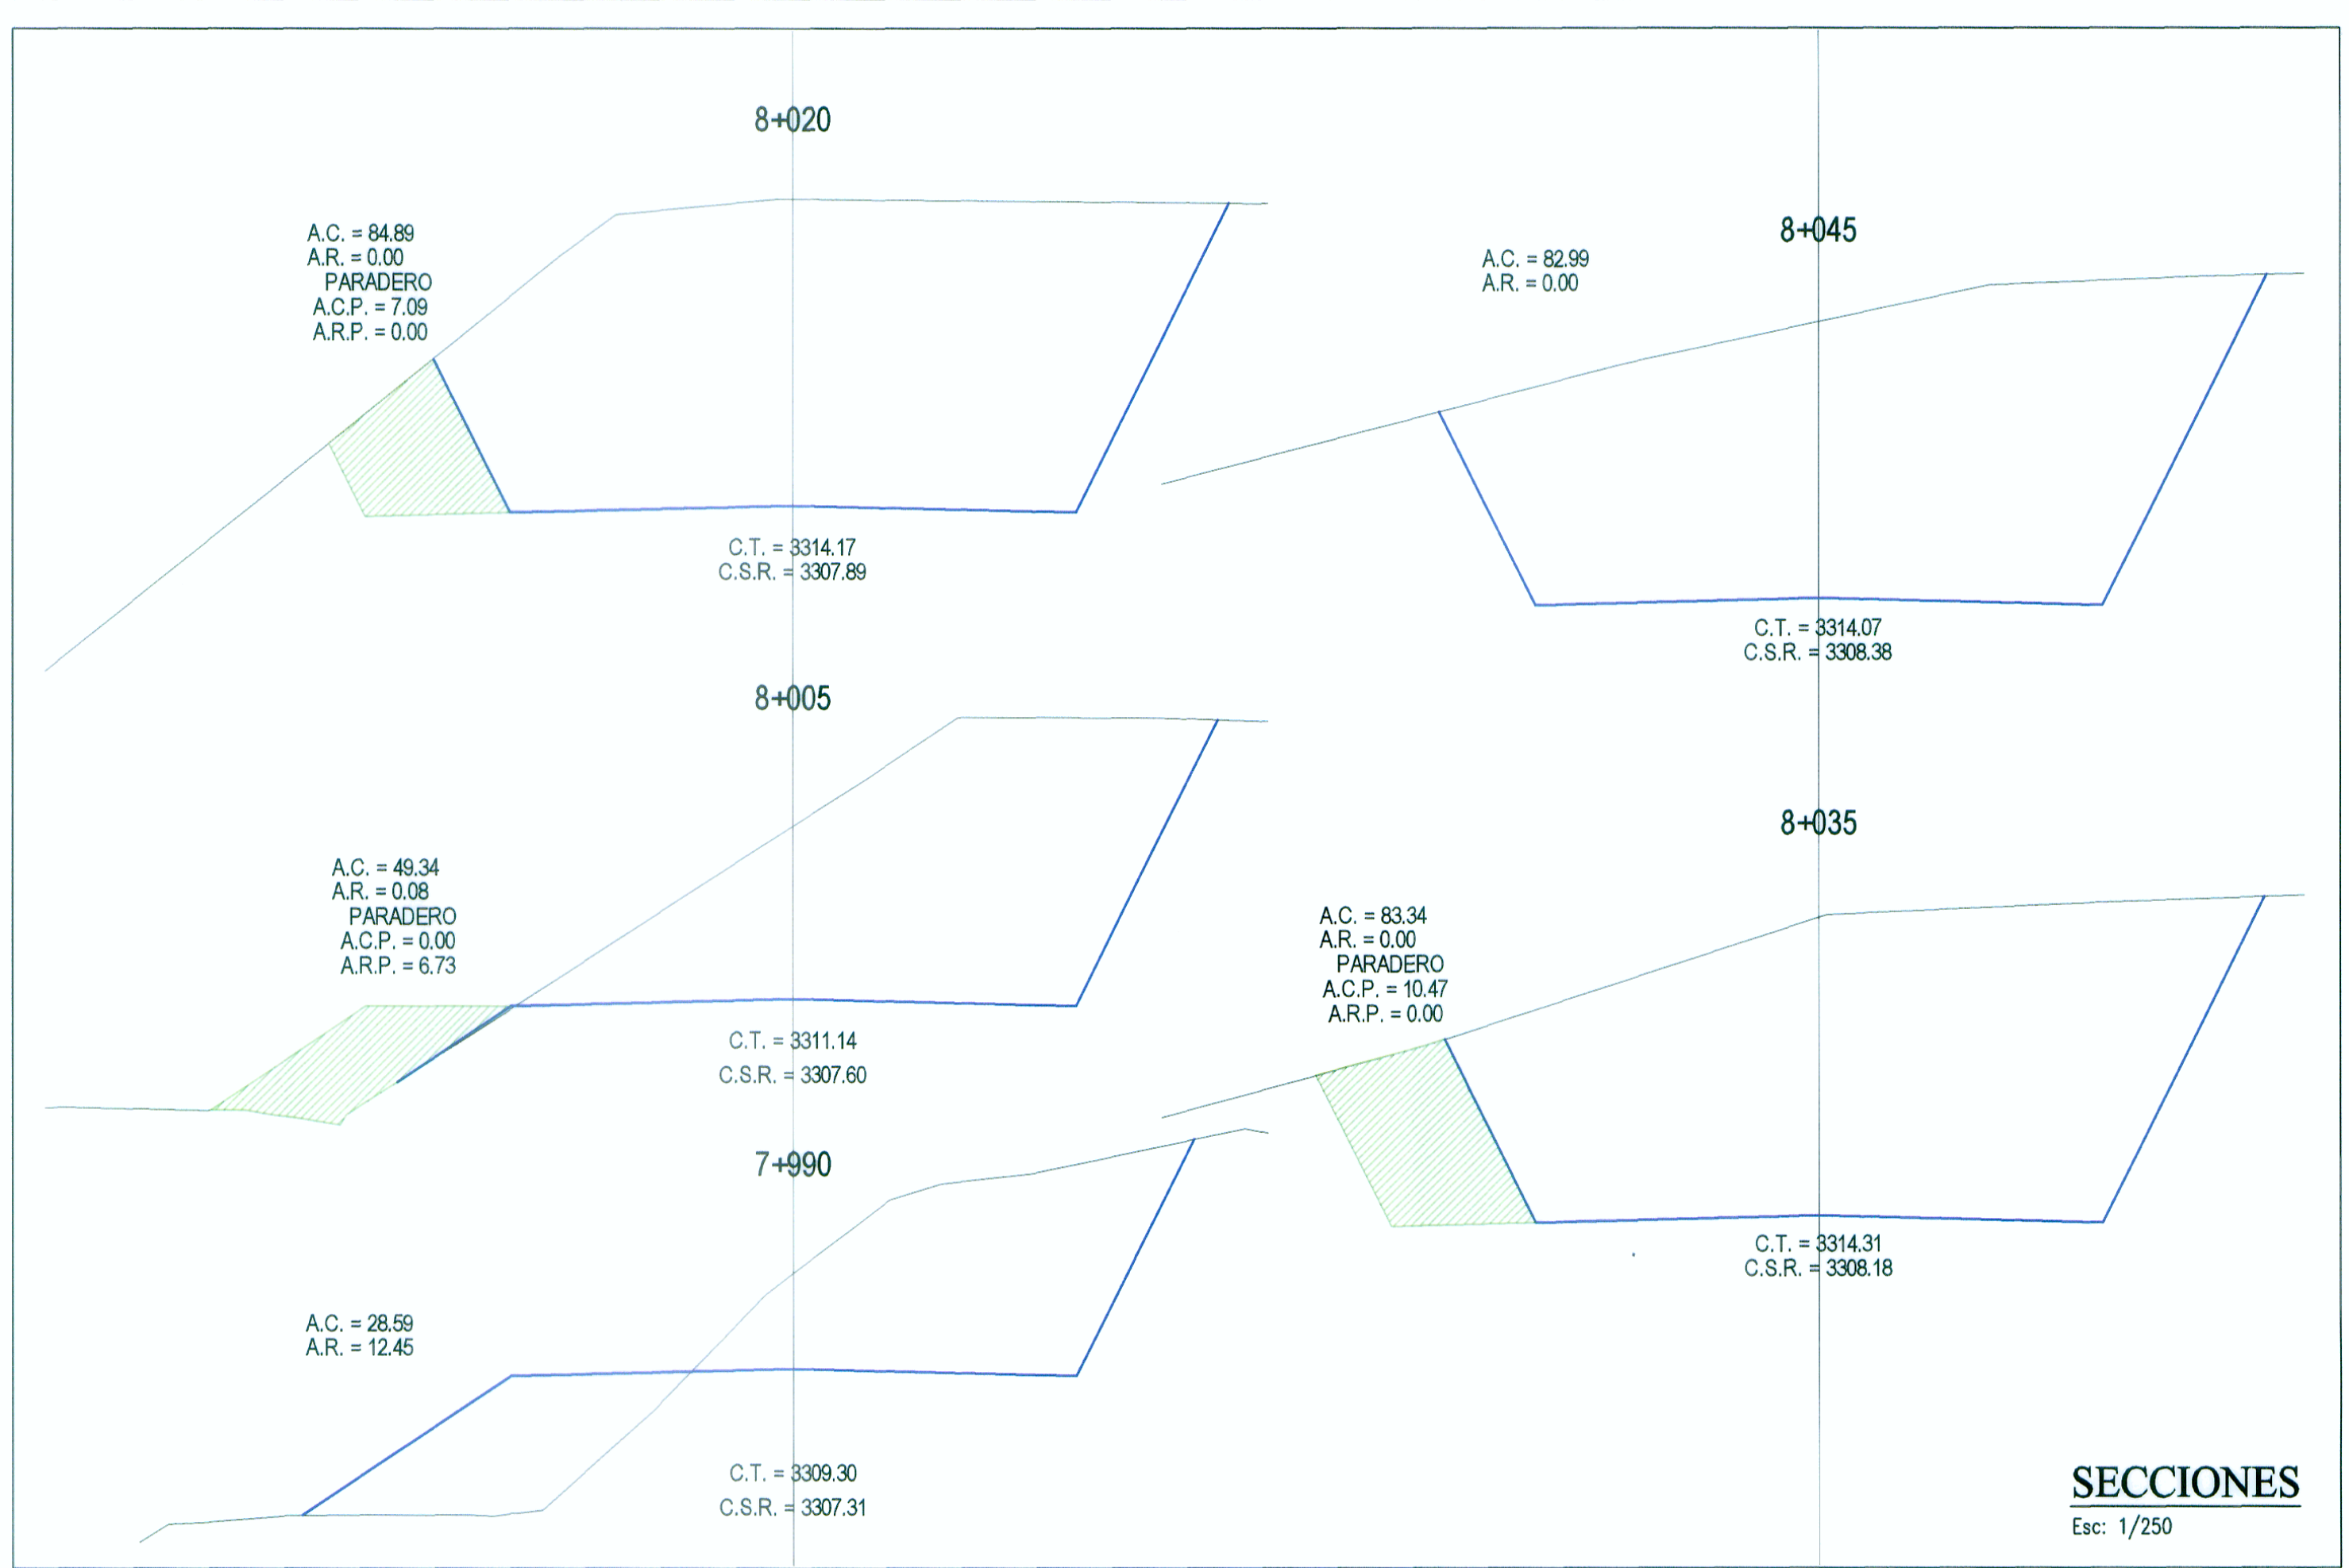 8+020
A.C. = 84.89
A.R. = 0.00
PARADERO
A.C.P. = 7.09
A.R.P. = 0.00
C.T. = 3314.17
C.S.R. = 3307.89
8+005
A.C. = 49.34
A.R. = 0.08
PARADERO
A.C.P. = 0.00
A.R.P. = 6.73
C.T. = 3311.14
C.S.R. = 3307.60
7+990
A.C. = 28.59
A.R. = 12.45
C.T. = 3309.30
C.S.R. = 3307.31
8+045
A.C. = 82.99
A.R. = 0.00
C.T. = 3314.07
C.S.R. = 3308.38
8+035
A.C. = 83.34
A.R. = 0.00
PARADERO
A.C.P. = 10.47
A.R.P. = 0.00
C.T. = 3314.31
C.S.R. = 3308.18
SECCIONES
Esc: 1/250